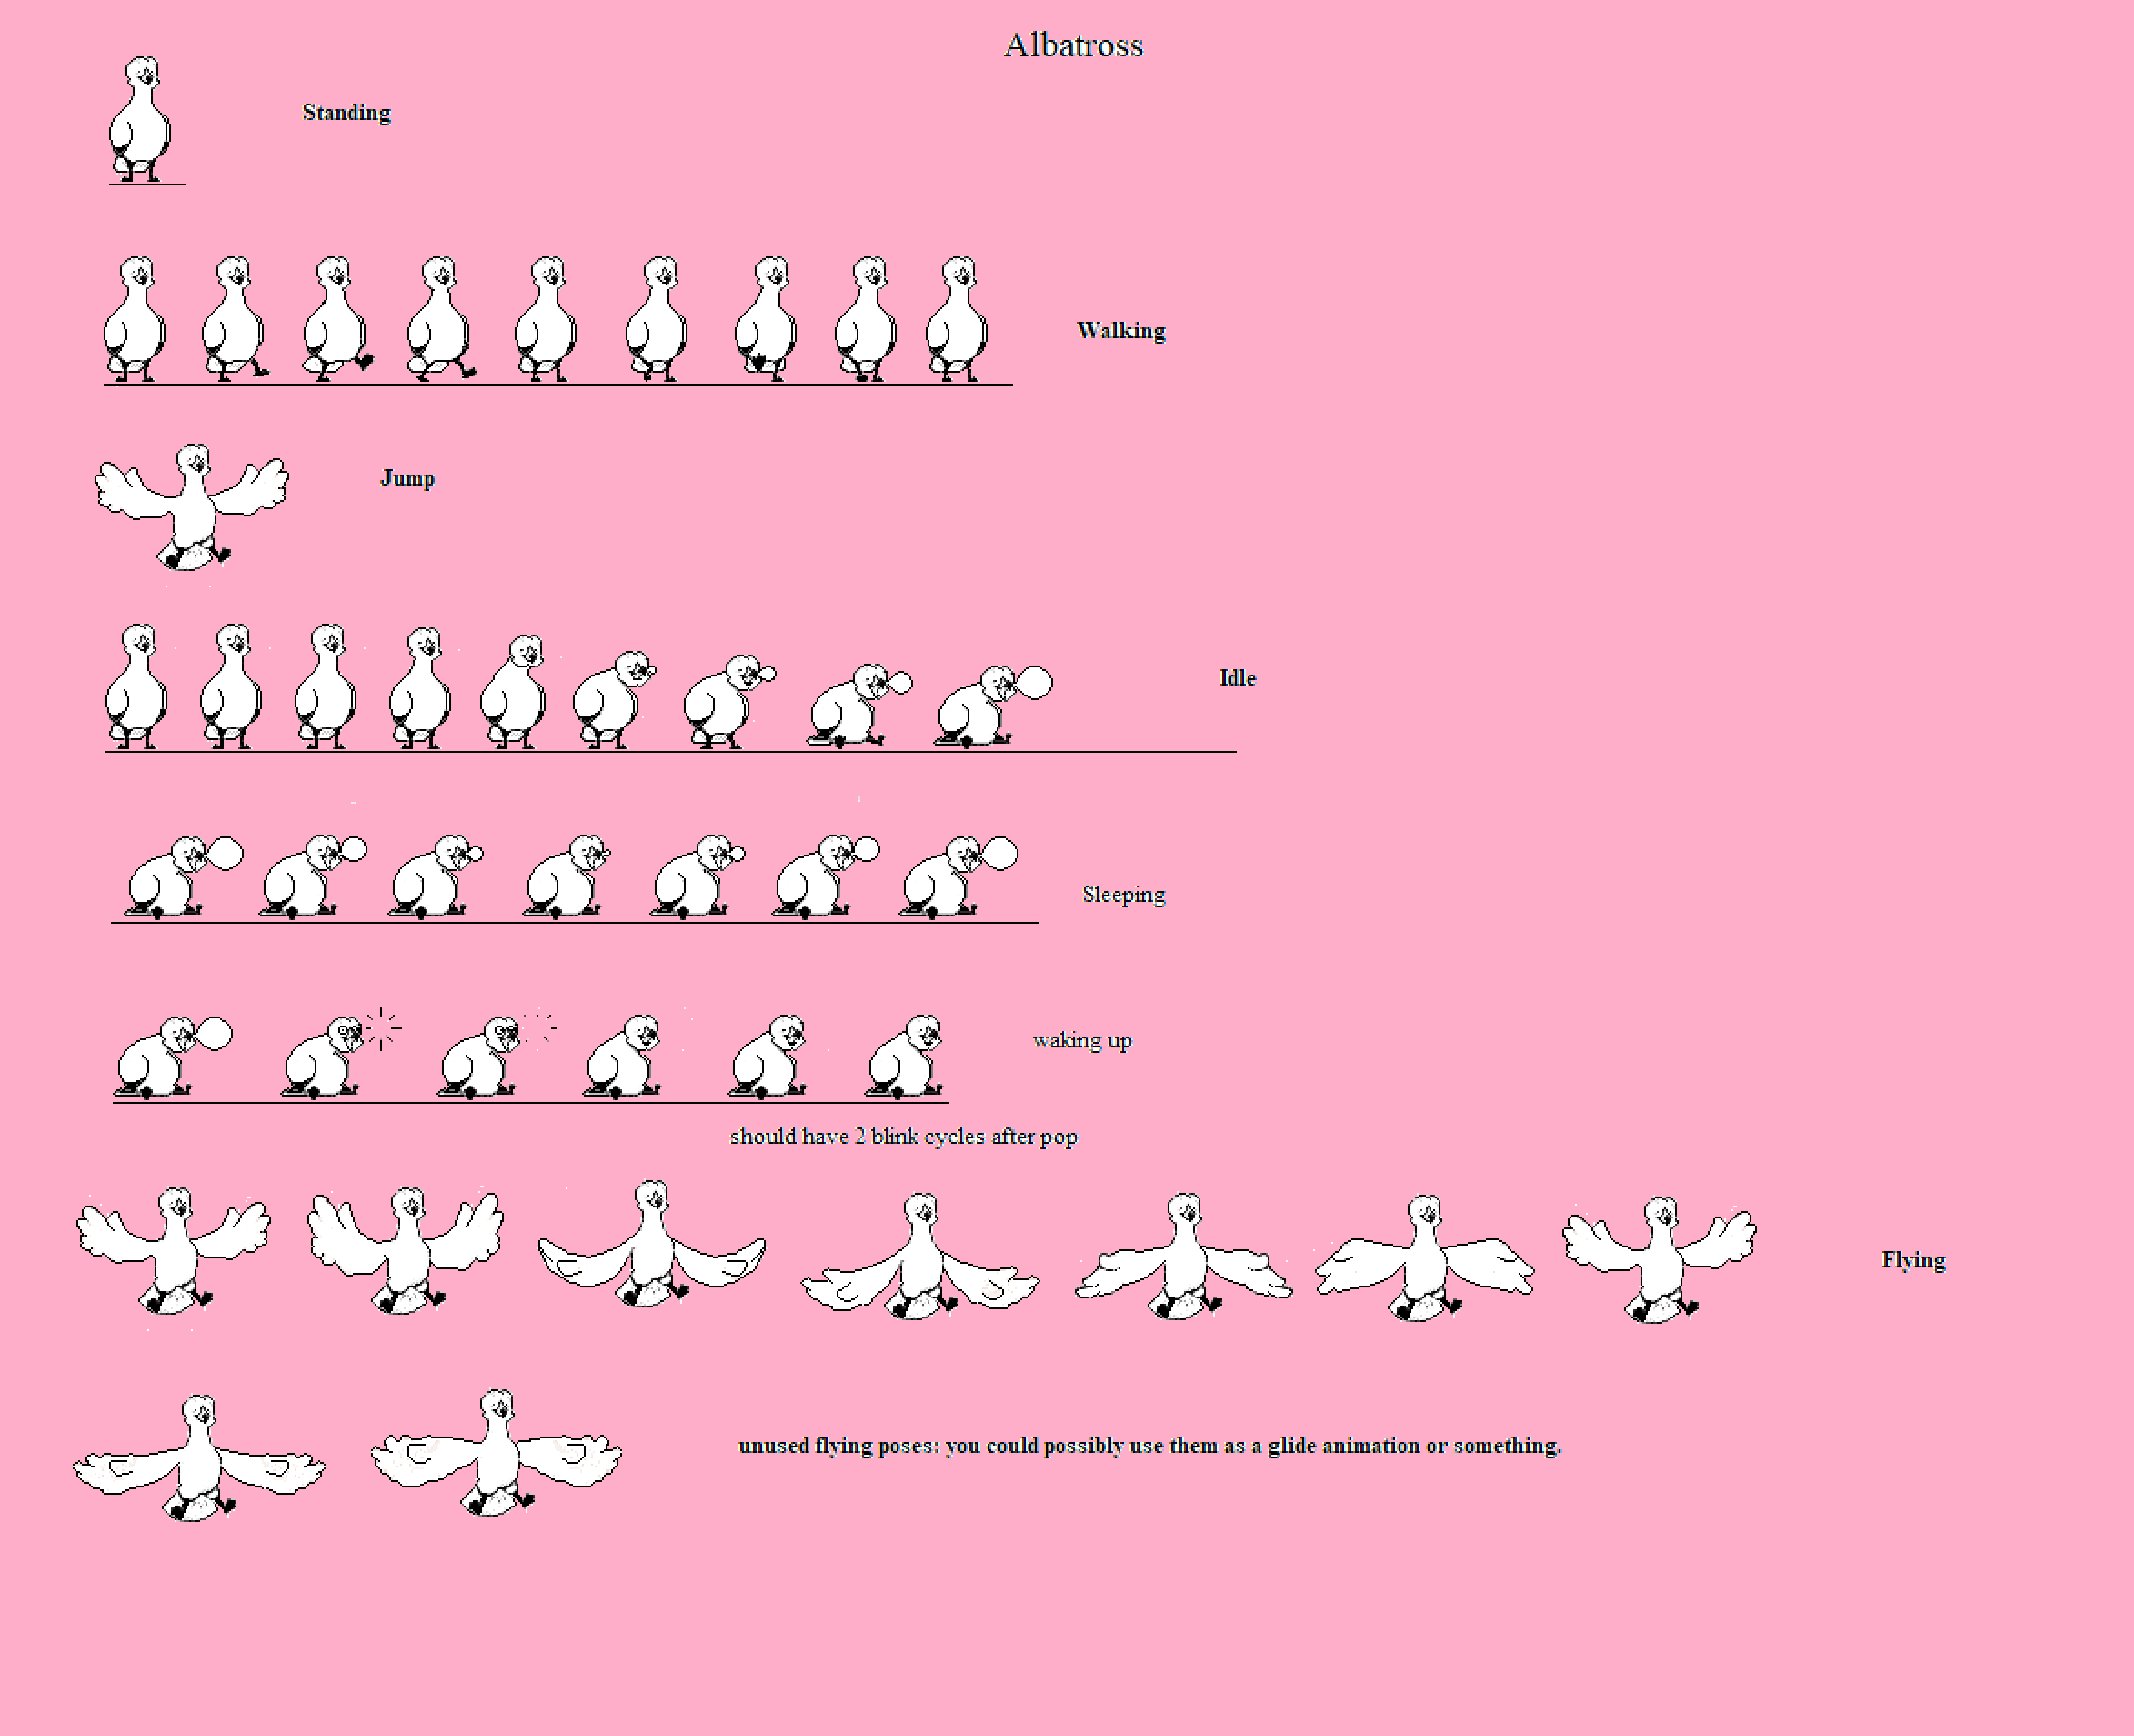 Albatross
Standing
Walking
Jump
Idle
Sleeping
waking up
should have 2 blink cycles after pop
Flying
unused flying poses: you could possibly use them as a glide animation or something.